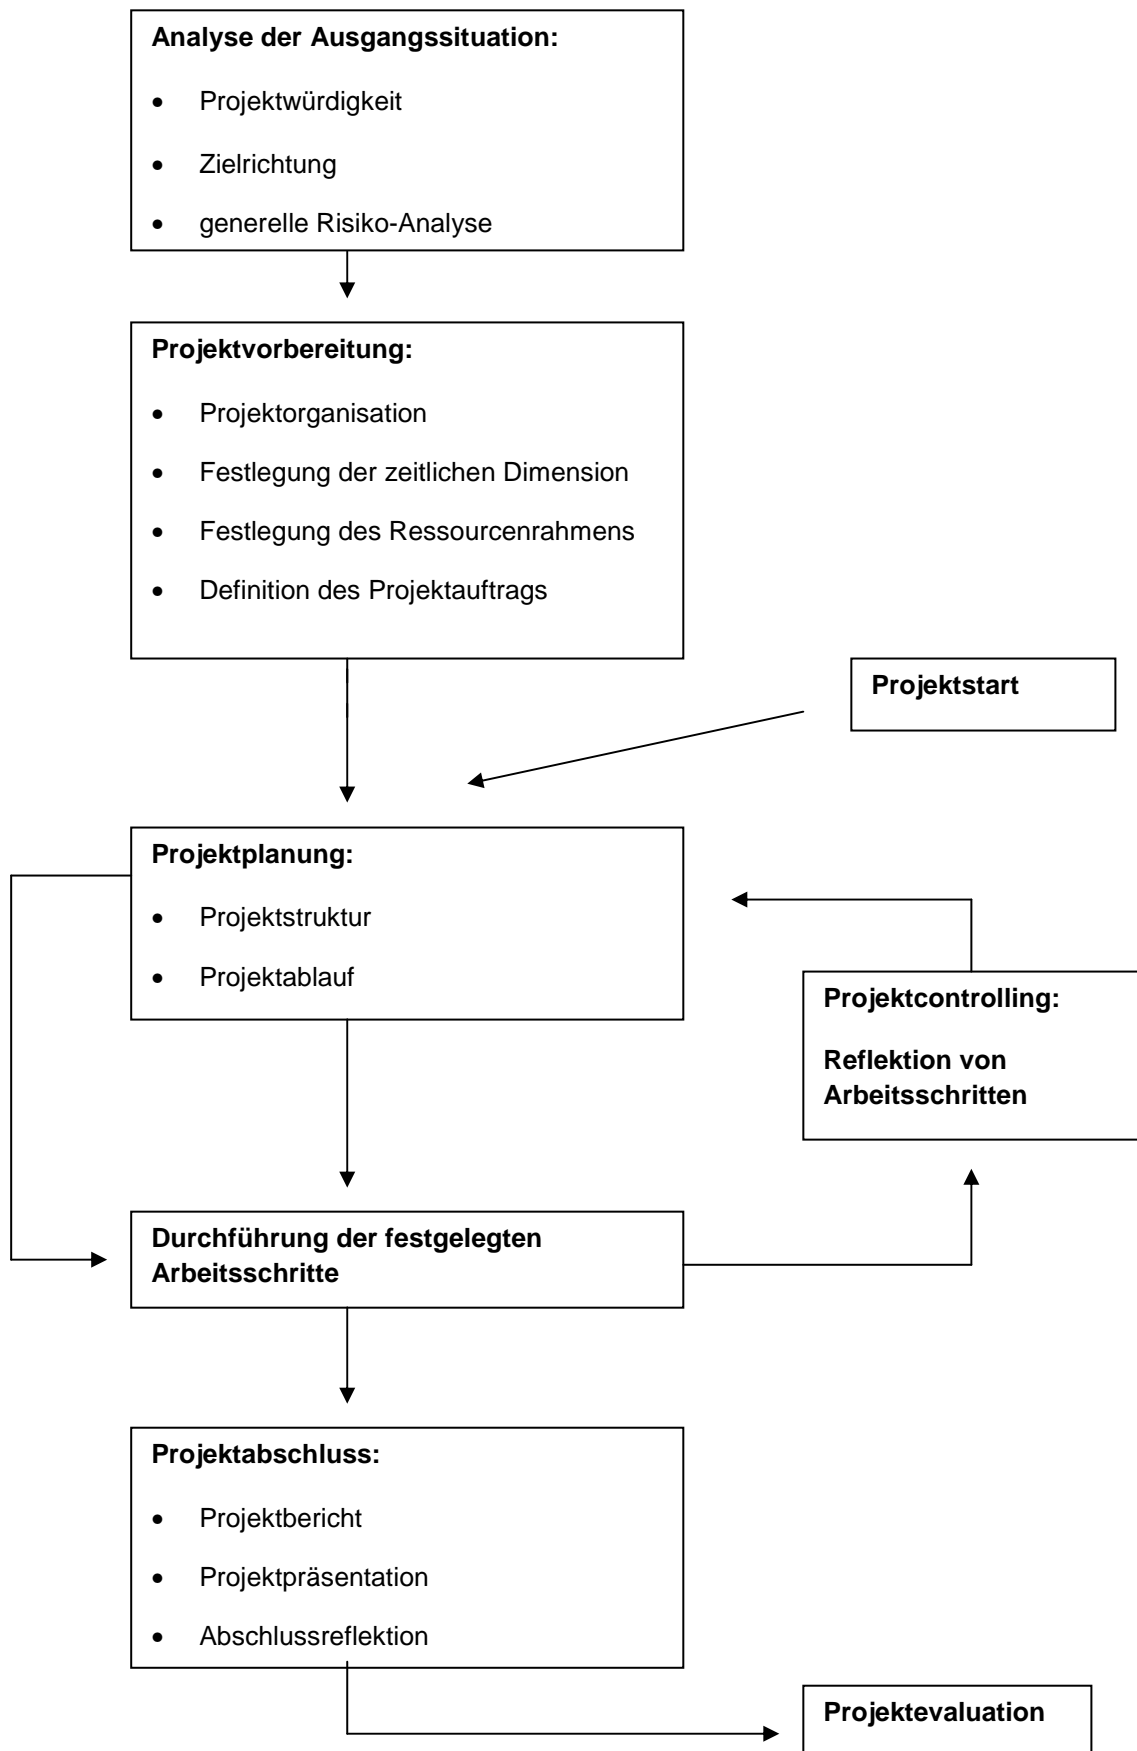 Analyse der Ausgangssituation:
• Projektwürdigkeit
• Zielrichtung
• generelle Risiko-Analyse
Projektvorbereitung:
• Projektorganisation
• Festlegung der zeitlichen Dimension
• Festlegung des Ressourcenrahmens
• Definition des Projektauftrags
Projektstart
Projektplanung:
• Projektstruktur
• Projektablauf
Projektcontrolling:
Reflektion von
Arbeitsschritten
Durchführung der festgelegten
Arbeitsschritte
Projektabschluss:
• Projektbericht
• Projektpräsentation
• Abschlussreflektion
Projektevaluation